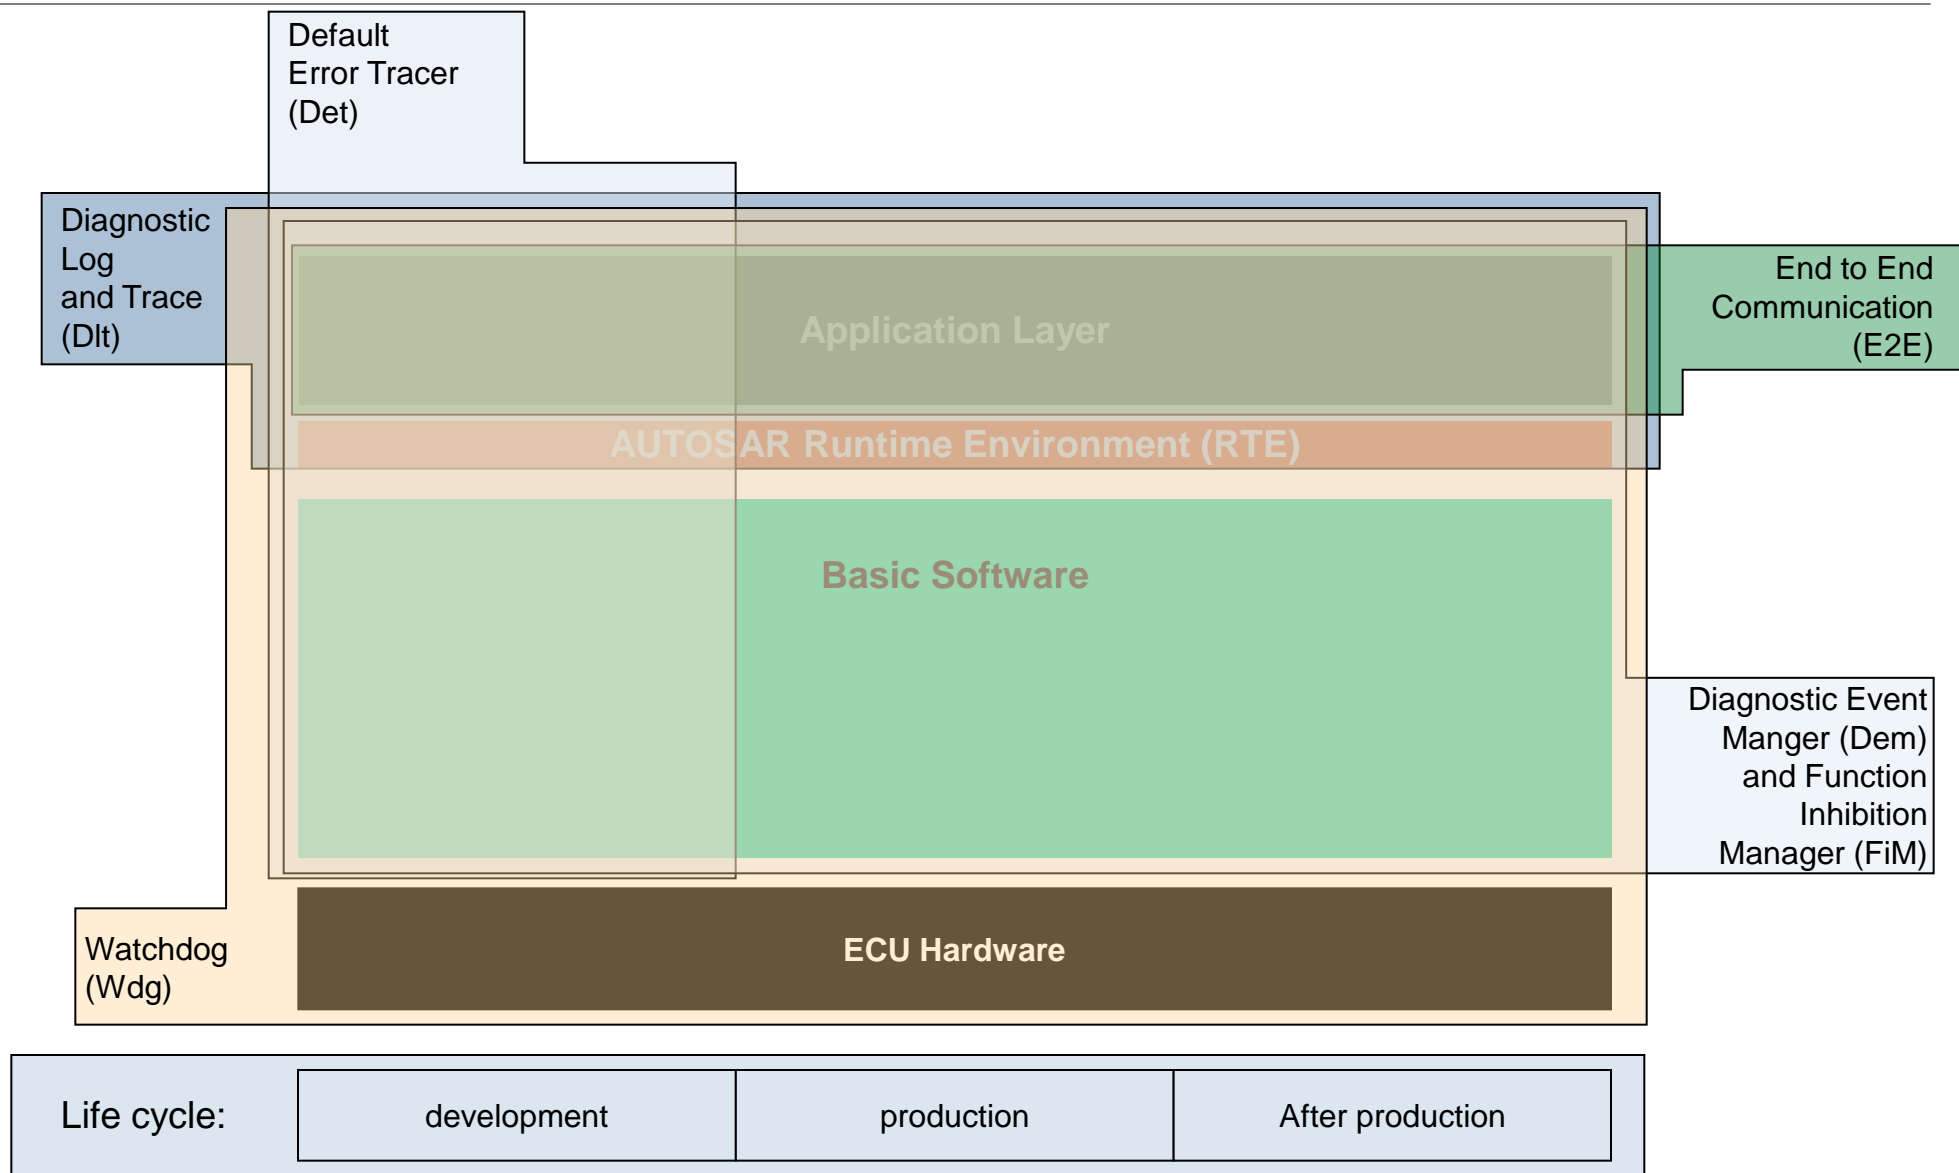 Default
Error Tracer
(Det)
Diagnostic
Log
and Trace
(Dlt)
End to End
Communication
(E2E)
Application Layer
AUTOSAR Runtime Environment (RTE)
Basic Software
Diagnostic Event
Manger (Dem)
and Function
Inhibition
Manager (FiM)
Watchdog
(Wdg)
ECU Hardware
Life cycle:
development
production
After production